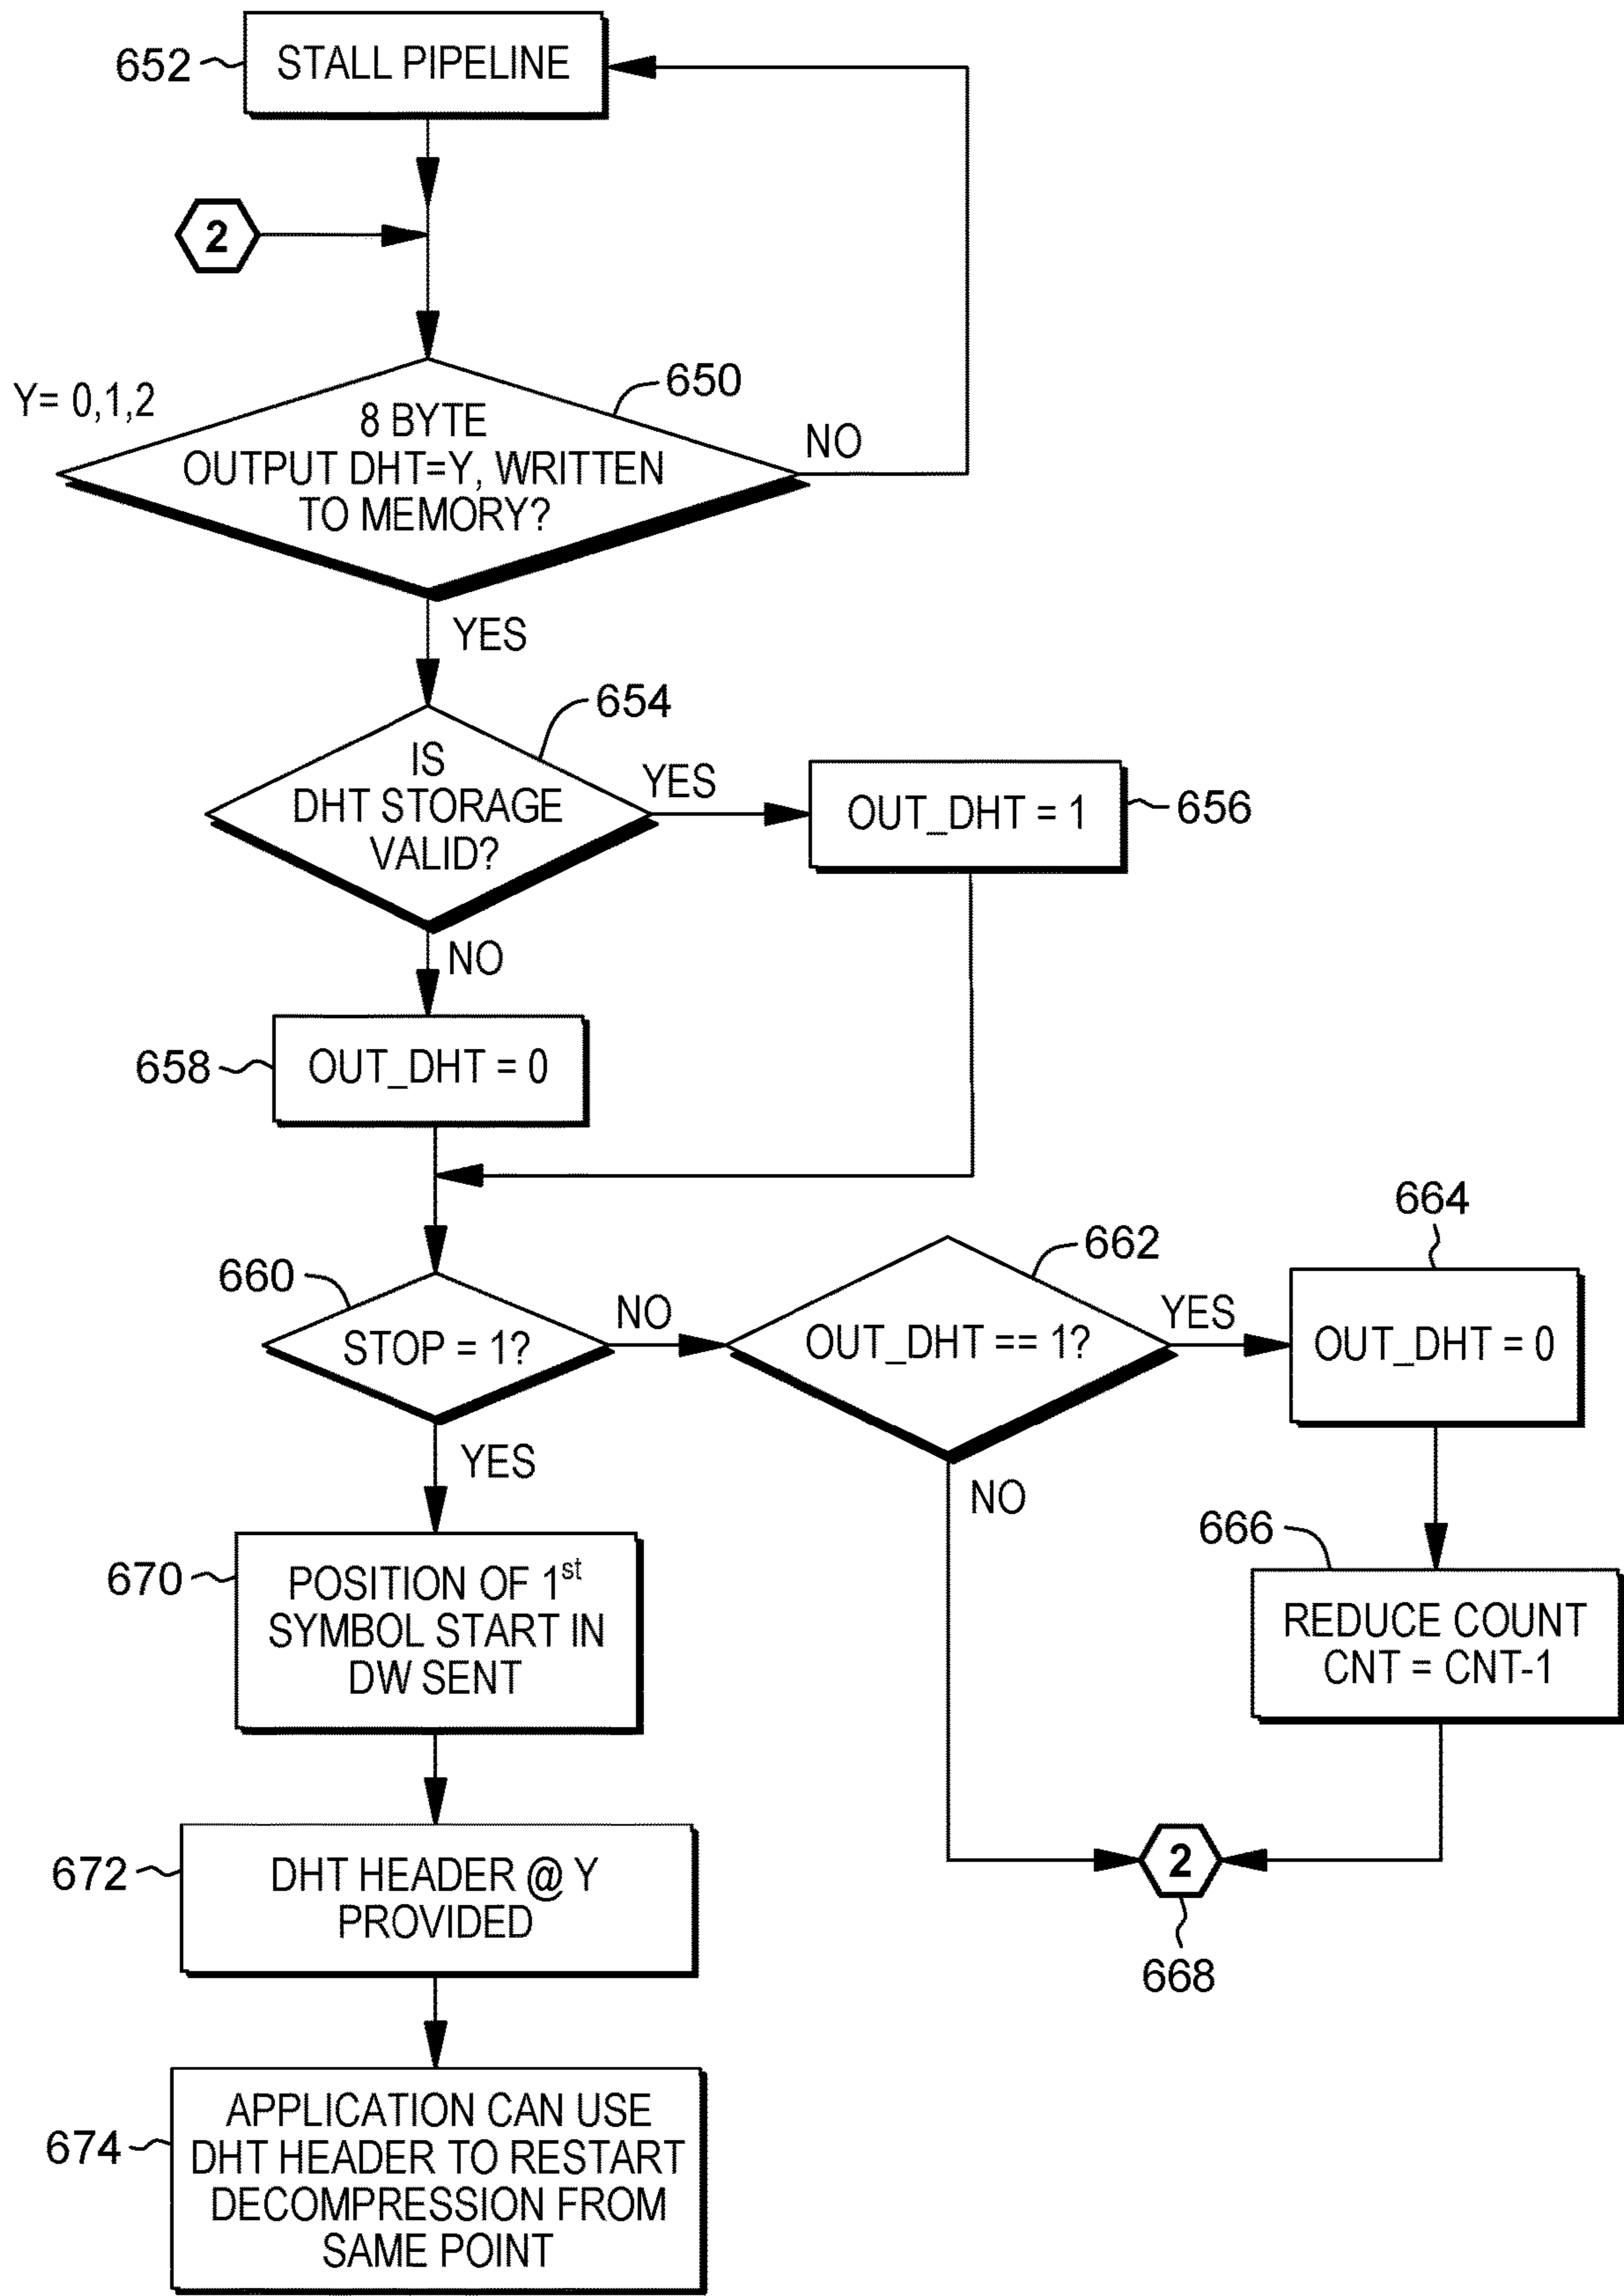 652
STALL PIPELINE
2
Y= 0,1,2
650
8 BYTE
OUTPUT DHT=Y, WRITTEN
TO MEMORY?
NO
YES
654
IS
DHT STORAGE
VALID?
YES
OUT_DHT = 1
656
NO
658
OUT_DHT = 0
660
STOP = 1?
NO
662
OUT_DHT == 1?
YES
664
OUT_DHT = 0
YES
NO
666
REDUCE COUNT
CNT = CNT-1
670
POSITION OF 1st
SYMBOL START IN
DW SENT
2
668
672
DHT HEADER @ Y
PROVIDED
674
APPLICATION CAN USE
DHT HEADER TO RESTART
DECOMPRESSION FROM
SAME POINT